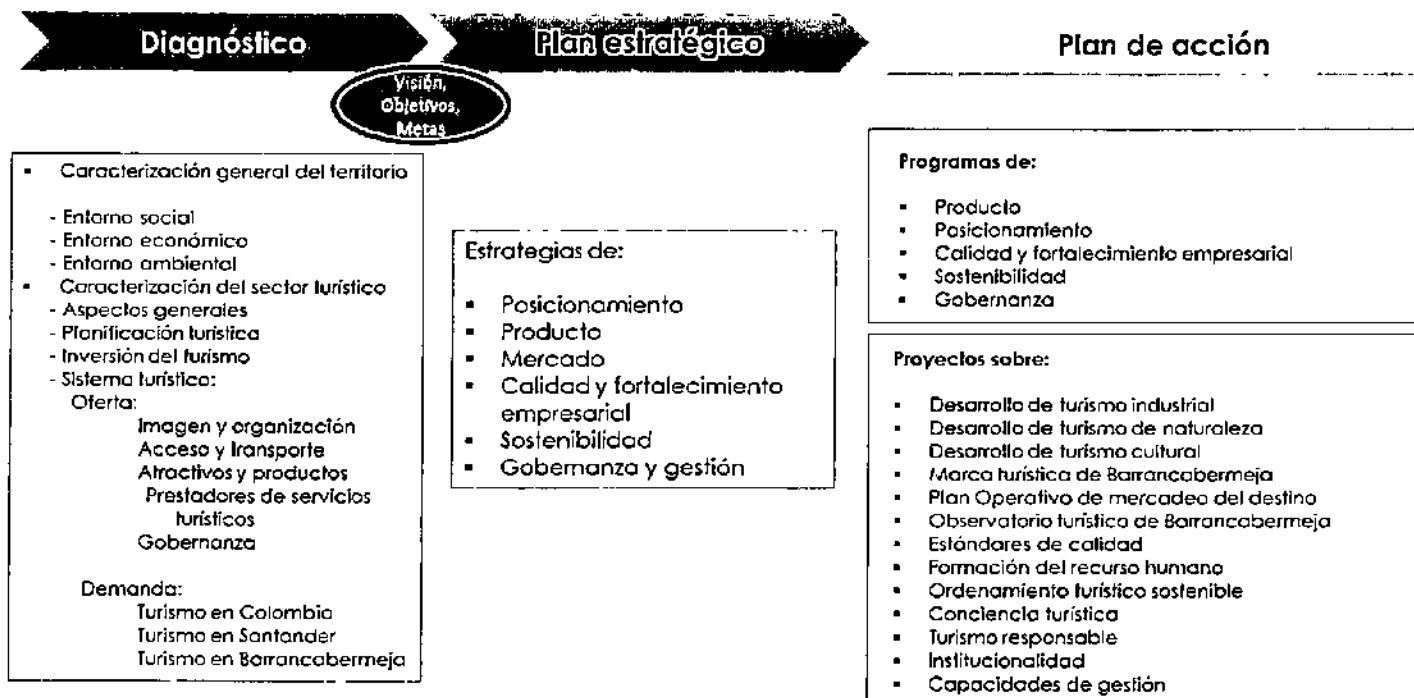 Diagnóstico
Plan estratégico
Plan de acción
Visión,
Objetivos,
Metas
▪ Caracterización general del territorio
- Entorno social
- Entorno económico
- Entorno ambiental
▪ Caracterización del sector turístico
- Aspectos generales
- Planificación turística
- Inversión del turismo
- Sistema turístico:
Oferta:
Imagen y organización
Acceso y transporte
Atractivos y productos
Prestadores de servicios
turísticos
Gobernanza
Demanda:
Turismo en Colombia
Turismo en Santander
Turismo en Barrancabermeja
Estrategias de:
▪ Posicionamiento
▪ Producto
▪ Mercado
▪ Calidad y fortalecimiento
empresarial
▪ Sostenibilidad
▪ Gobernanza y gestión
Programas de:
▪ Producto
▪ Posicionamiento
▪ Calidad y fortalecimiento empresarial
▪ Sostenibilidad
▪ Gobernanza
Proyectos sobre:
▪ Desarrollo de turismo industrial
▪ Desarrollo de turismo de naturaleza
▪ Desarrollo de turismo cultural
▪ Marca turística de Barrancabermeja
▪ Plan Operativo de mercadeo del destino
▪ Observatorio turístico de Barrancabermeja
▪ Estándares de calidad
▪ Formación del recurso humano
▪ Ordenamiento turístico sostenible
▪ Conciencia turística
▪ Turismo responsable
▪ Institucionalidad
▪ Capacidades de gestión